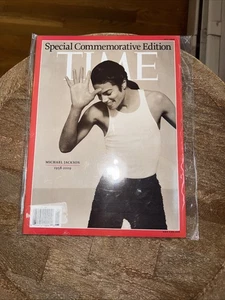 Special Commemorative Edition
TIME
MICHAEL JACKSON
1958-2009